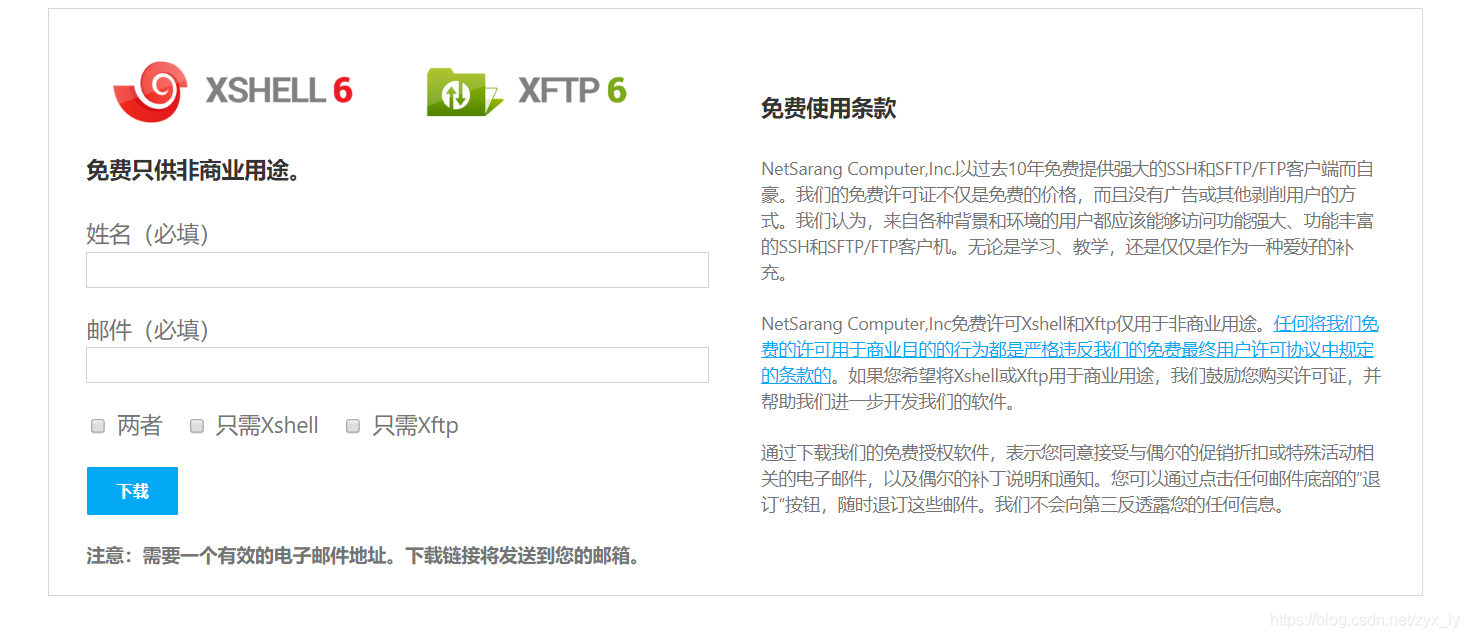 XSHELL 6
XFTP 6
免费只供非商业用途。
姓名（必填）
邮件（必填）
两者
只需Xshell
只需Xftp
下载
注意：需要一个有效的电子邮件地址。下载链接将发送到您的邮箱。
免费使用条款
NetSarang Computer,Inc.以过去10年免费提供强大的SSH和SFTP/FTP客户端而自
豪。我们的免费许可证不仅是免费的价格，而且没有广告或其他剥削用户的方
式。我们认为，来自各种背景和环境的用户都应该能够访问功能强大、功能丰富
的SSH和SFTP/FTP客户机。无论是学习、教学，还是仅仅是作为一种爱好的补
充。
NetSarang Computer,Inc免费许可Xshell和Xftp仅用于非商业用途。任何将我们免
费的许可用于商业目的的行为都是严格违反我们的免费最终用户许可协议中规定
的条款的。如果您希望将Xshell或Xftp用于商业用途，我们鼓励您购买许可证，并
帮助我们进一步开发我们的软件。
通过下载我们的免费授权软件，表示您同意接受与偶尔的促销折扣或特殊活动相
关的电子邮件，以及偶尔的补丁说明和通知。您可以通过点击任何邮件底部的"退
订"按钮，随时退订这些邮件。我们不会向第三反透露您的任何信息。
https://blog.csdn.net/zyx_ly